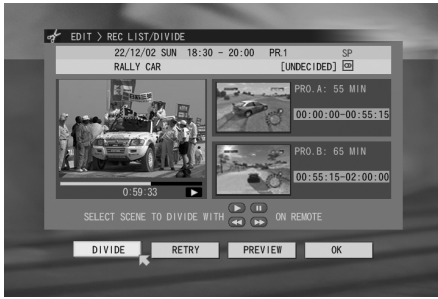 EDIT > REC LIST/DIVIDE
22/12/02 SUN 18:30 - 20:00 PR.1 SP
RALLY CAR [UNDECIDED]
PRO.A: 55 MIN
00:00:00-00:55:15
PRO.B: 65 MIN
00:55:15-02:00:00
0:59:33
SELECT SCENE TO DIVIDE WITH ON REMOTE
DIVIDE RETRY PREVIEW OK